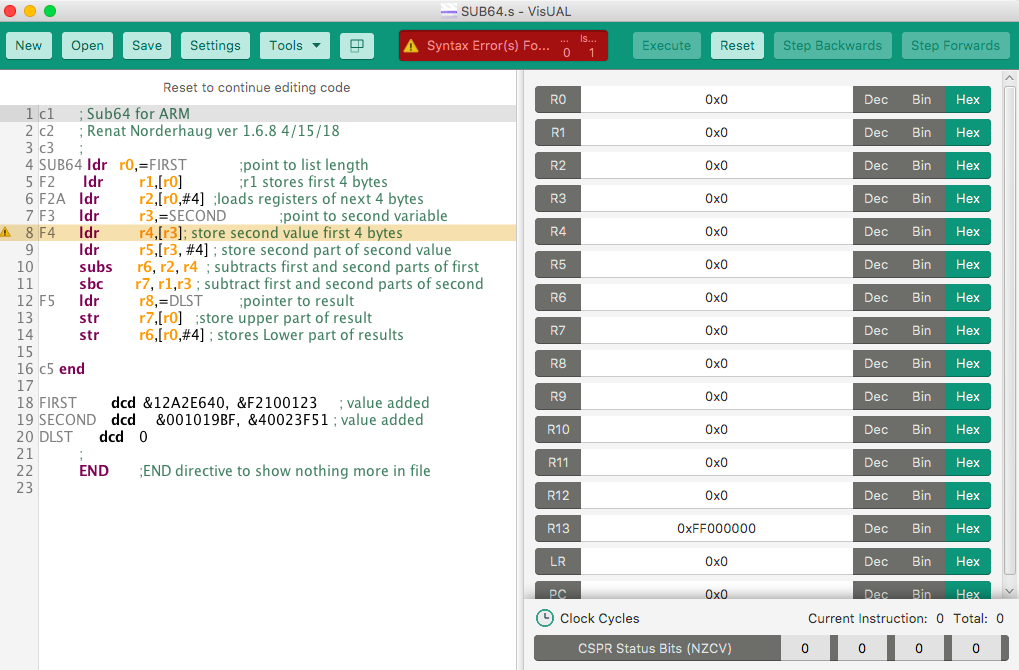 SUB64.s - VisUAL
New Open Save Settings Tools Syntax Error(s) Fo... ... Is... 0 1 Execute Reset Step Backwards Step Forwards
Reset to continue editing code
1 c1 ; Sub64 for ARM
2 c2 ; Renat Norderhaug ver 1.6.8 4/15/18
3 c3 ;
4 SUB64 ldr r0,=FIRST ;point to list length
5 F2 ldr r1,[r0] ;r1 stores first 4 bytes
6 F2A ldr r2,[r0,#4] ;loads registers of next 4 bytes
7 F3 ldr r3,=SECOND ;point to second variable
8 F4 ldr r4,[r3]; store second value first 4 bytes
9 ldr r5,[r3, #4] ; store second part of second value
10 subs r6, r2, r4 ; subtracts first and second parts of first
11 sbc r7, r1,r3 ; subtract first and second parts of second
12 F5 ldr r8,=DLST ;pointer to result
13 str r7,[r0] ;store upper part of result
14 str r6,[r0,#4] ; stores Lower part of results
15
16 c5 end
17
18 FIRST dcd &12A2E640, &F2100123 ; value added
19 SECOND dcd &001019BF, &40023F51 ; value added
20 DLST dcd 0
21 ;
22 END ;END directive to show nothing more in file
23
R0 0x0 Dec Bin Hex
R1 0x0 Dec Bin Hex
R2 0x0 Dec Bin Hex
R3 0x0 Dec Bin Hex
R4 0x0 Dec Bin Hex
R5 0x0 Dec Bin Hex
R6 0x0 Dec Bin Hex
R7 0x0 Dec Bin Hex
R8 0x0 Dec Bin Hex
R9 0x0 Dec Bin Hex
R10 0x0 Dec Bin Hex
R11 0x0 Dec Bin Hex
R12 0x0 Dec Bin Hex
R13 0xFF000000 Dec Bin Hex
LR 0x0 Dec Bin Hex
PC 0x0 Dec Bin Hex
Clock Cycles Current Instruction: 0 Total: 0
CSPR Status Bits (NZCV) 0 0 0 0